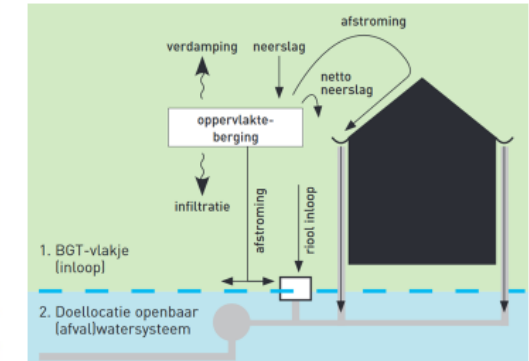 afstroming
verdamping
neerslag
netto
neerslag
oppervlakte-
berging
infiltratie
afstroming
riool inloop
1. BGT-vlakje
(inloop)
2. Doellocatie openbaar
(afval)watersysteem